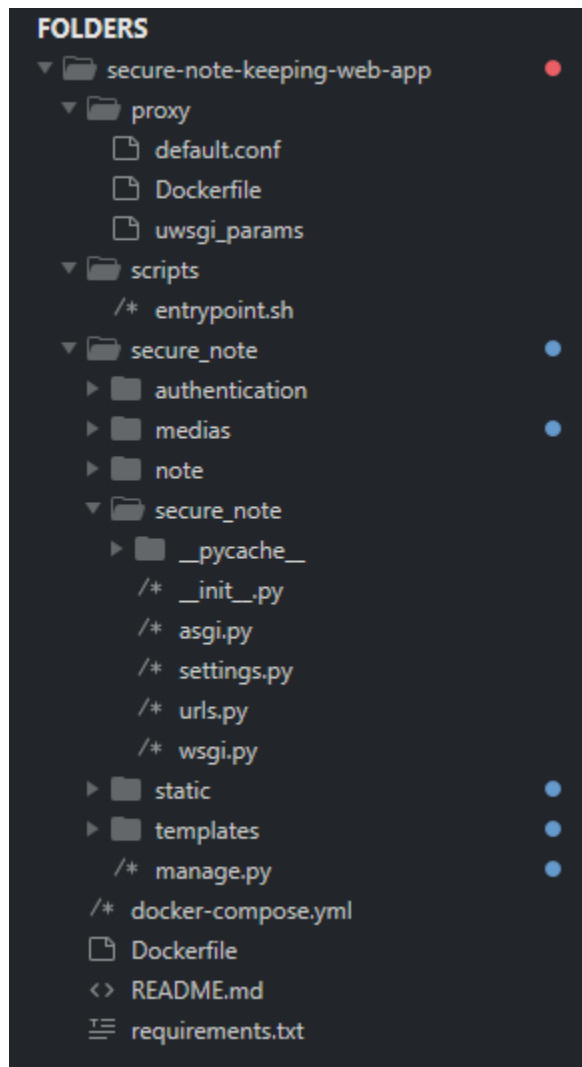 FOLDERS
secure-note-keeping-web-app
proxy
default.conf
Dockerfile
uwsgi_params
scripts
/* entrypoint.sh
secure_note
authentication
medias
note
secure_note
__pycache__
/* __init__.py
/* asgi.py
/* settings.py
/* urls.py
/* wsgi.py
static
templates
/* manage.py
/* docker-compose.yml
Dockerfile
<> README.md
requirements.txt